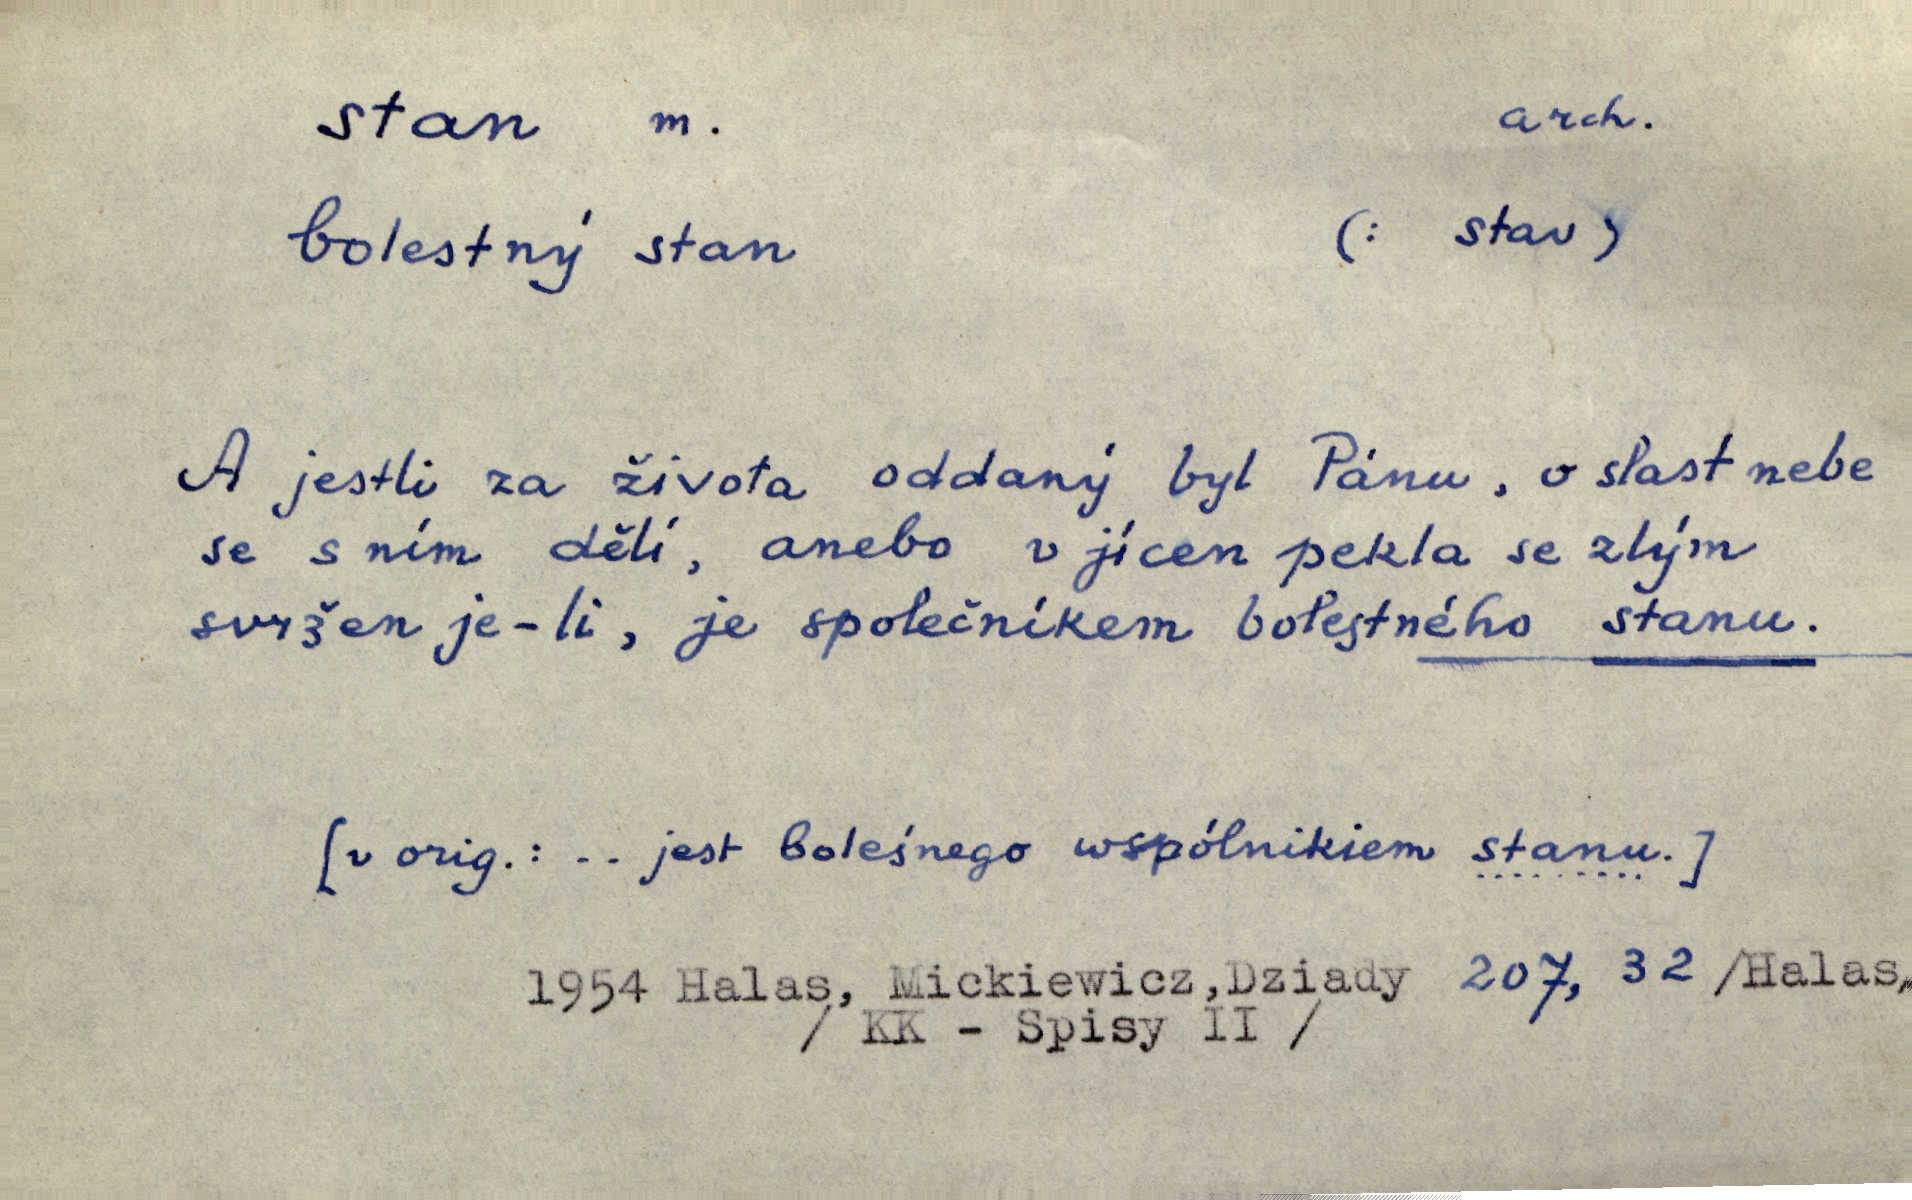 stan m. arch.
bolestný stan (: stav)
A jestli za života oddaný byl Pánu, o slast nebe
se s ním dělí, anebo v jícen pekla se zlým
svržen je-li, je společníkem bolestného stanu.
[v orig.: .. jest boleśnego wspólnikiem stanu.]
1954 Halas, Mickiewicz,Dziady 207, 32 /Halas,
/ KK - Spisy II /